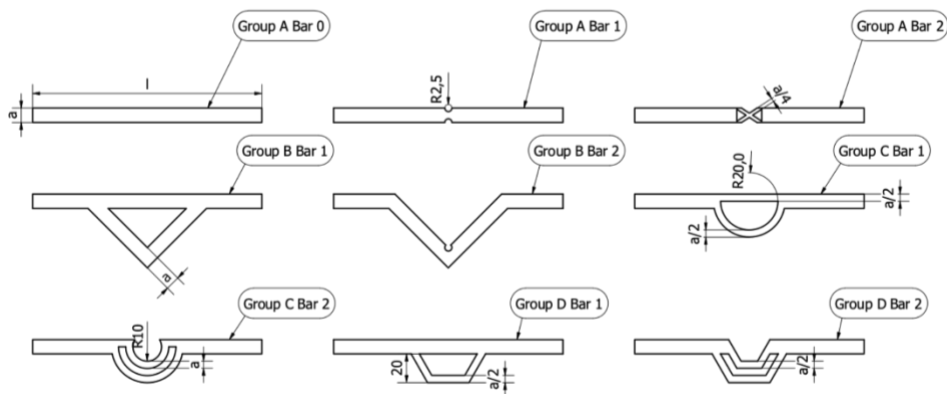 Group A Bar 0
Group A Bar 1
Group A Bar 2
l
a
R2,5
a/4
Group B Bar 1
Group B Bar 2
Group C Bar 1
a
R20,0
a/2
a/2
Group C Bar 2
Group D Bar 1
Group D Bar 2
R10
a
20
a/2
a/2